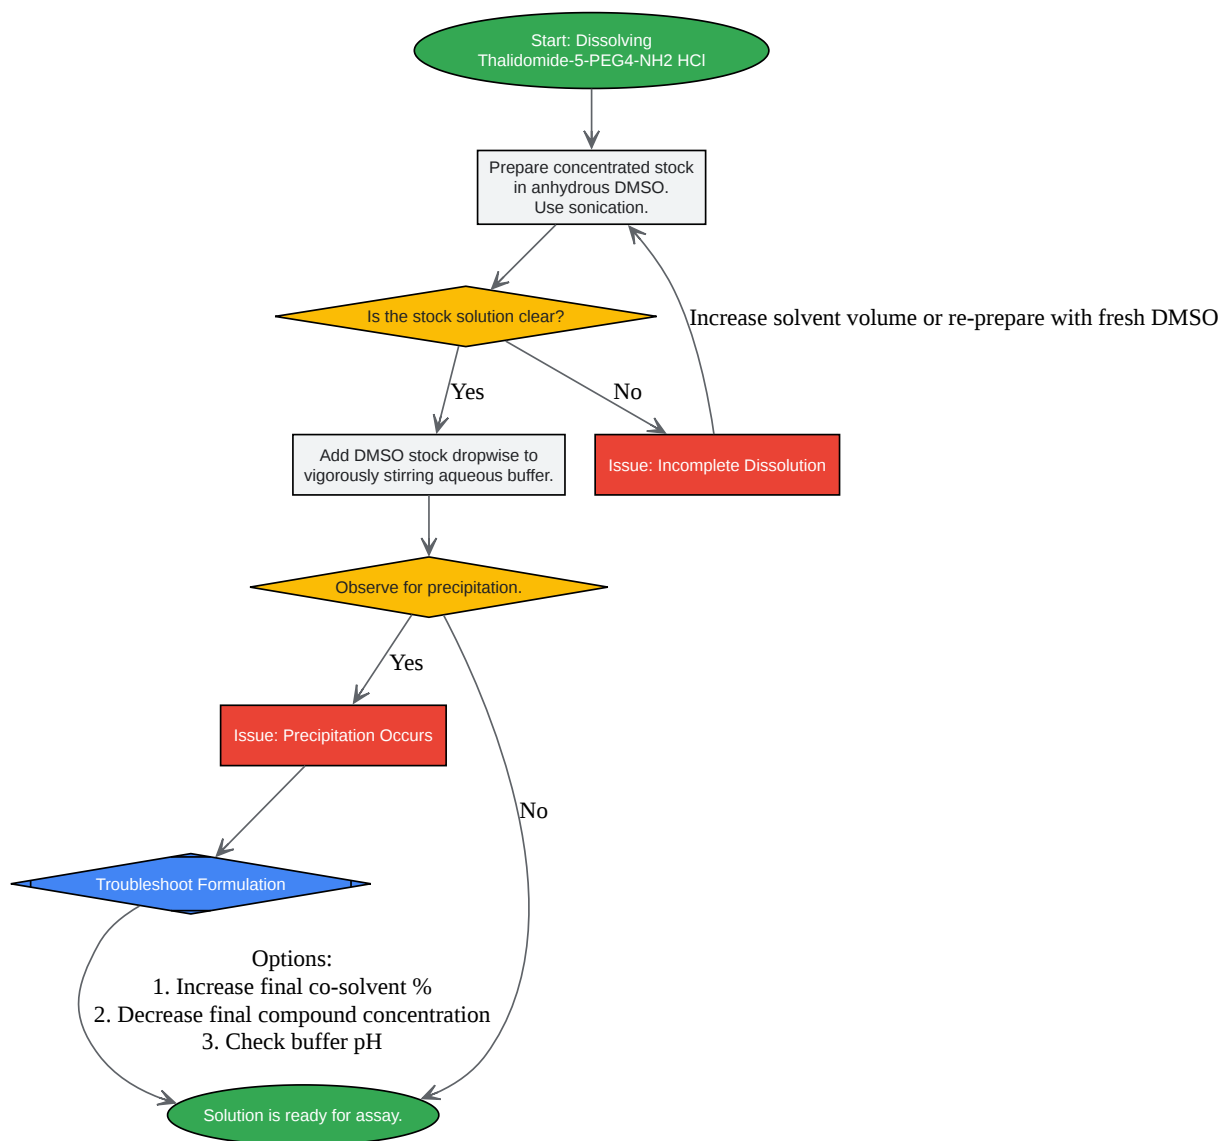 Start: Dissolving
Thalidomide-5-PEG4-NH2 HCl
Prepare concentrated stock
in anhydrous DMSO.
Use sonication.
Is the stock solution clear?
Increase solvent volume or re-prepare with fresh DMSO
Yes
No
Add DMSO stock dropwise to
vigorously stirring aqueous buffer.
Issue: Incomplete Dissolution
Observe for precipitation.
Yes
Issue: Precipitation Occurs
No
Troubleshoot Formulation
Options:
1. Increase final co-solvent %
2. Decrease final compound concentration
3. Check buffer pH
Solution is ready for assay.